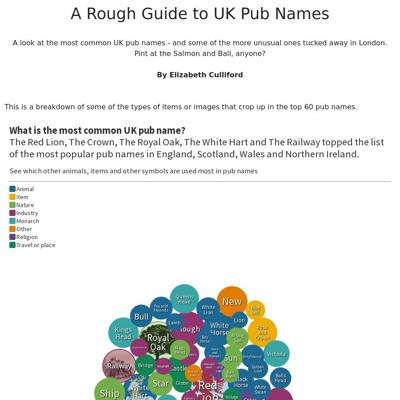 A Rough Guide to UK Pub Names
A look at the most common UK pub names - and some of the more unusual ones tucked away in London.
Pint at the Salmon and Ball, anyone?
By Elizabeth Culliford
This is a breakdown of some of the types of items or images that crop up in the top 60 pub names.
What is the most common UK pub name?
The Red Lion, The Crown, The Royal Oak, The White Hart and The Railway topped the list
of the most popular pub names in England, Scotland, Wales and Northern Ireland.
See which other animals, items and other symbols are used most in pub names
Animal
Item
Nature
Industry
Monarch
Other
Religion
Travel or place
Queens
Head
New
White
Lion
Bull
Lamb
Lion
Kings
Head
Royal
Oak
White
Horse
Rose
and
Crown
Sun
Victoria
Railway
Bridge
Star
Globe
Bulls
Head
White
Swan
Ship
Red